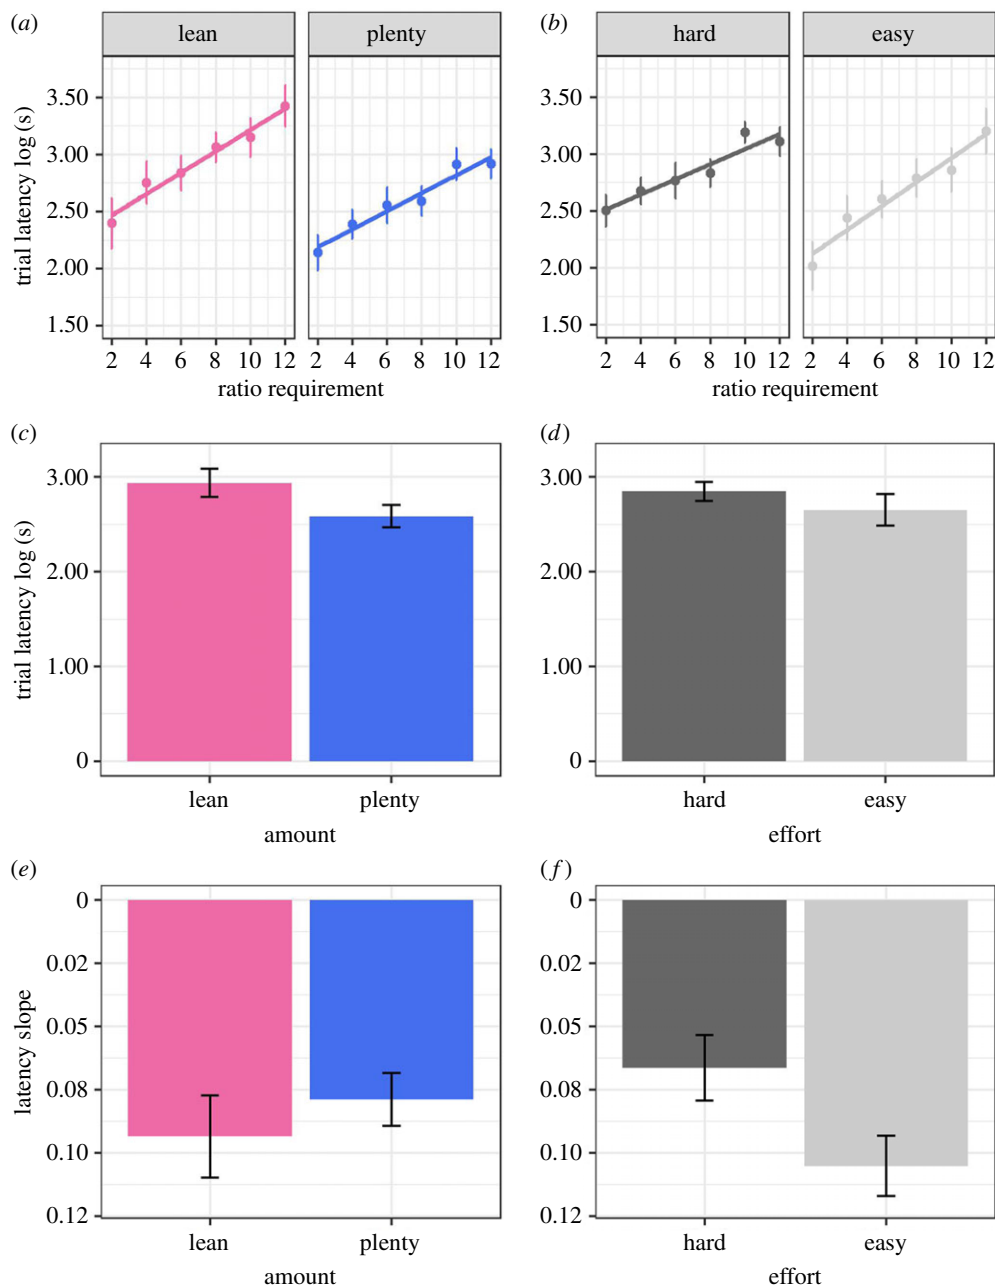 (a) (b)
lean plenty hard easy
trial latency log (s)
3.50
3.00
2.50
2.00
1.50
3.50
3.00
2.50
2.00
1.50
2 4 6 8 10 12 2 4 6 8 10 12 2 4 6 8 10 12 2 4 6 8 10 12
ratio requirement ratio requirement
(c) (d)
trial latency log (s)
3.00
2.00
1.00
0
3.00
2.00
1.00
0
lean plenty hard easy
amount effort
(e) (f)
latency slope
0
0.02
0.05
0.08
0.10
0.12
0
0.02
0.05
0.08
0.10
0.12
lean plenty hard easy
amount effort